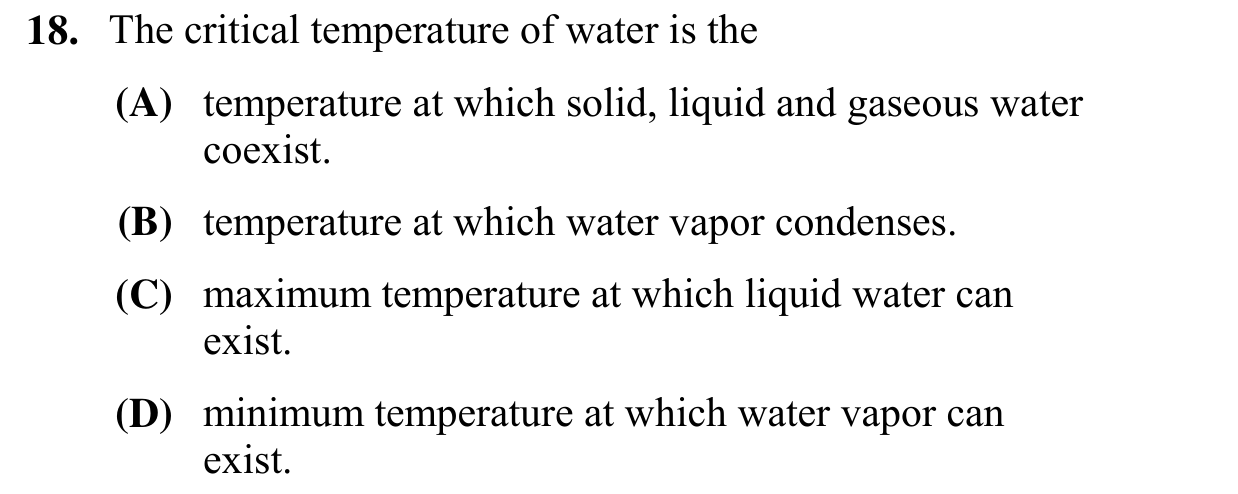 18. The critical temperature of water is the
(A) temperature at which solid, liquid and gaseous water
coexist.
(B) temperature at which water vapor condenses.
(C) maximum temperature at which liquid water can
exist.
(D) minimum temperature at which water vapor can
exist.